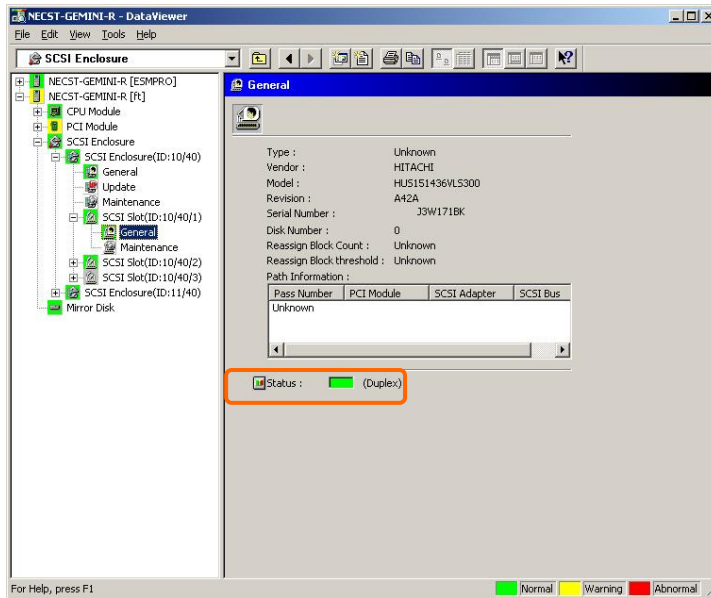 NECST-GEMINI-R - DataViewer
File Edit View Tools Help
SCSI Enclosure
NECST-GEMINI-R [ESMPRO]
NECST-GEMINI-R [ft]
CPU Module
PCI Module
SCSI Enclosure
SCSI Enclosure(ID:10/40)
General
Update
Maintenance
SCSI Slot(ID:10/40/1)
General
Maintenance
SCSI Slot(ID:10/40/2)
SCSI Slot(ID:10/40/3)
SCSI Enclosure(ID:11/40)
Mirror Disk
General
Type : Unknown
Vendor : HITACHI
Model : HUS151436VLS300
Revision : A42A
Serial Number : J3W171BK
Disk Number : 0
Reassign Block Count : Unknown
Reassign Block threshold : Unknown
Path Information :
Pass Number PCI Module SCSI Adapter SCSI Bus
Unknown
Status : (Duplex)
For Help, press F1
Normal Warning Abnormal